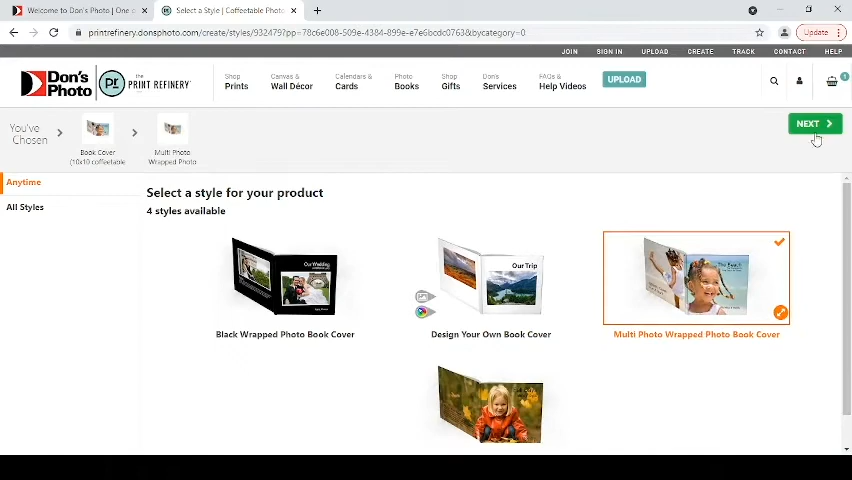 Welcome to Don's Photo | One o
Select a Style | Coffeetable Photo
printrefinery.donsphoto.com/create/styles/932479?pp=78c6e008-509e-4384-899e-e7e6bcdc0763&bycategory=0
Update
JOIN SIGN IN UPLOAD CREATE TRACK CONTACT HELP
Don's Photo
pr
the PRINT REFINERY
Shop Prints
Canvas & Wall Décor
Calendars & Cards
Photo Books
Shop Gifts
Don's Services
FAQs & Help Videos
UPLOAD
1
You've Chosen
Book Cover (10x10 coffeetable
Multi Photo Wrapped Photo
NEXT
Anytime
All Styles
Select a style for your product
4 styles available
Our Wedding
Our Trip
Black Wrapped Photo Book Cover
Design Your Own Book Cover
Multi Photo Wrapped Photo Book Cover